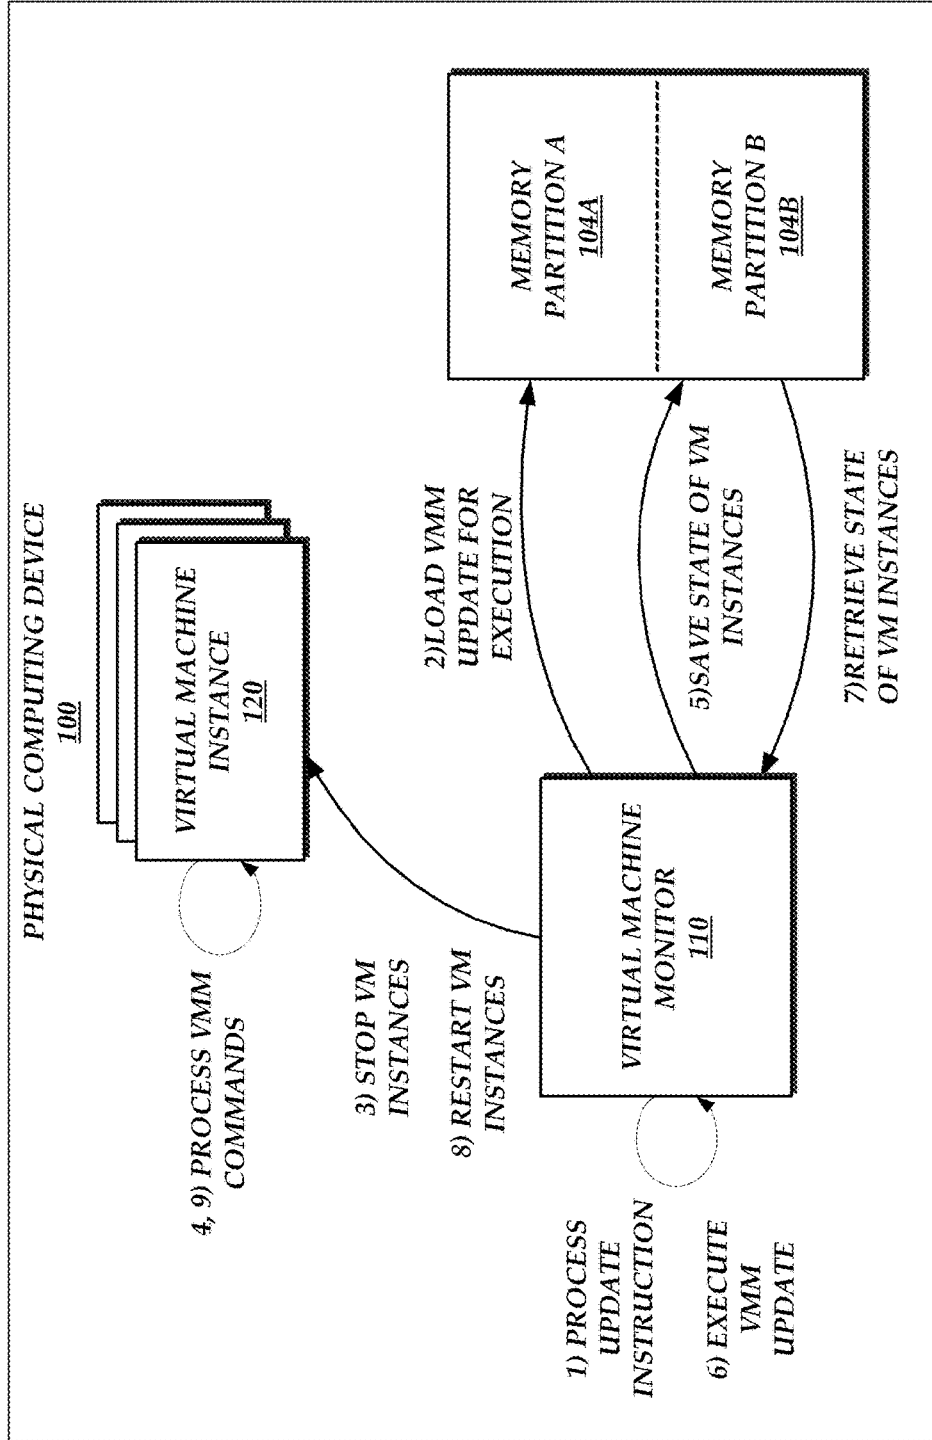 PHYSICAL COMPUTING DEVICE
100
VIRTUAL MACHINE
INSTANCE
120
4, 9) PROCESS VMM
COMMANDS
3) STOP VM
INSTANCES
8) RESTART VM
INSTANCES
2)LOAD VMM
UPDATE FOR
EXECUTION
MEMORY
PARTITION A
104A
MEMORY
PARTITION B
104B
1) PROCESS
UPDATE
INSTRUCTION
6) EXECUTE
VMM
UPDATE
VIRTUAL MACHINE
MONITOR
110
5)SAVE STATE OF VM
INSTANCES
7)RETRIEVE STATE
OF VM INSTANCES